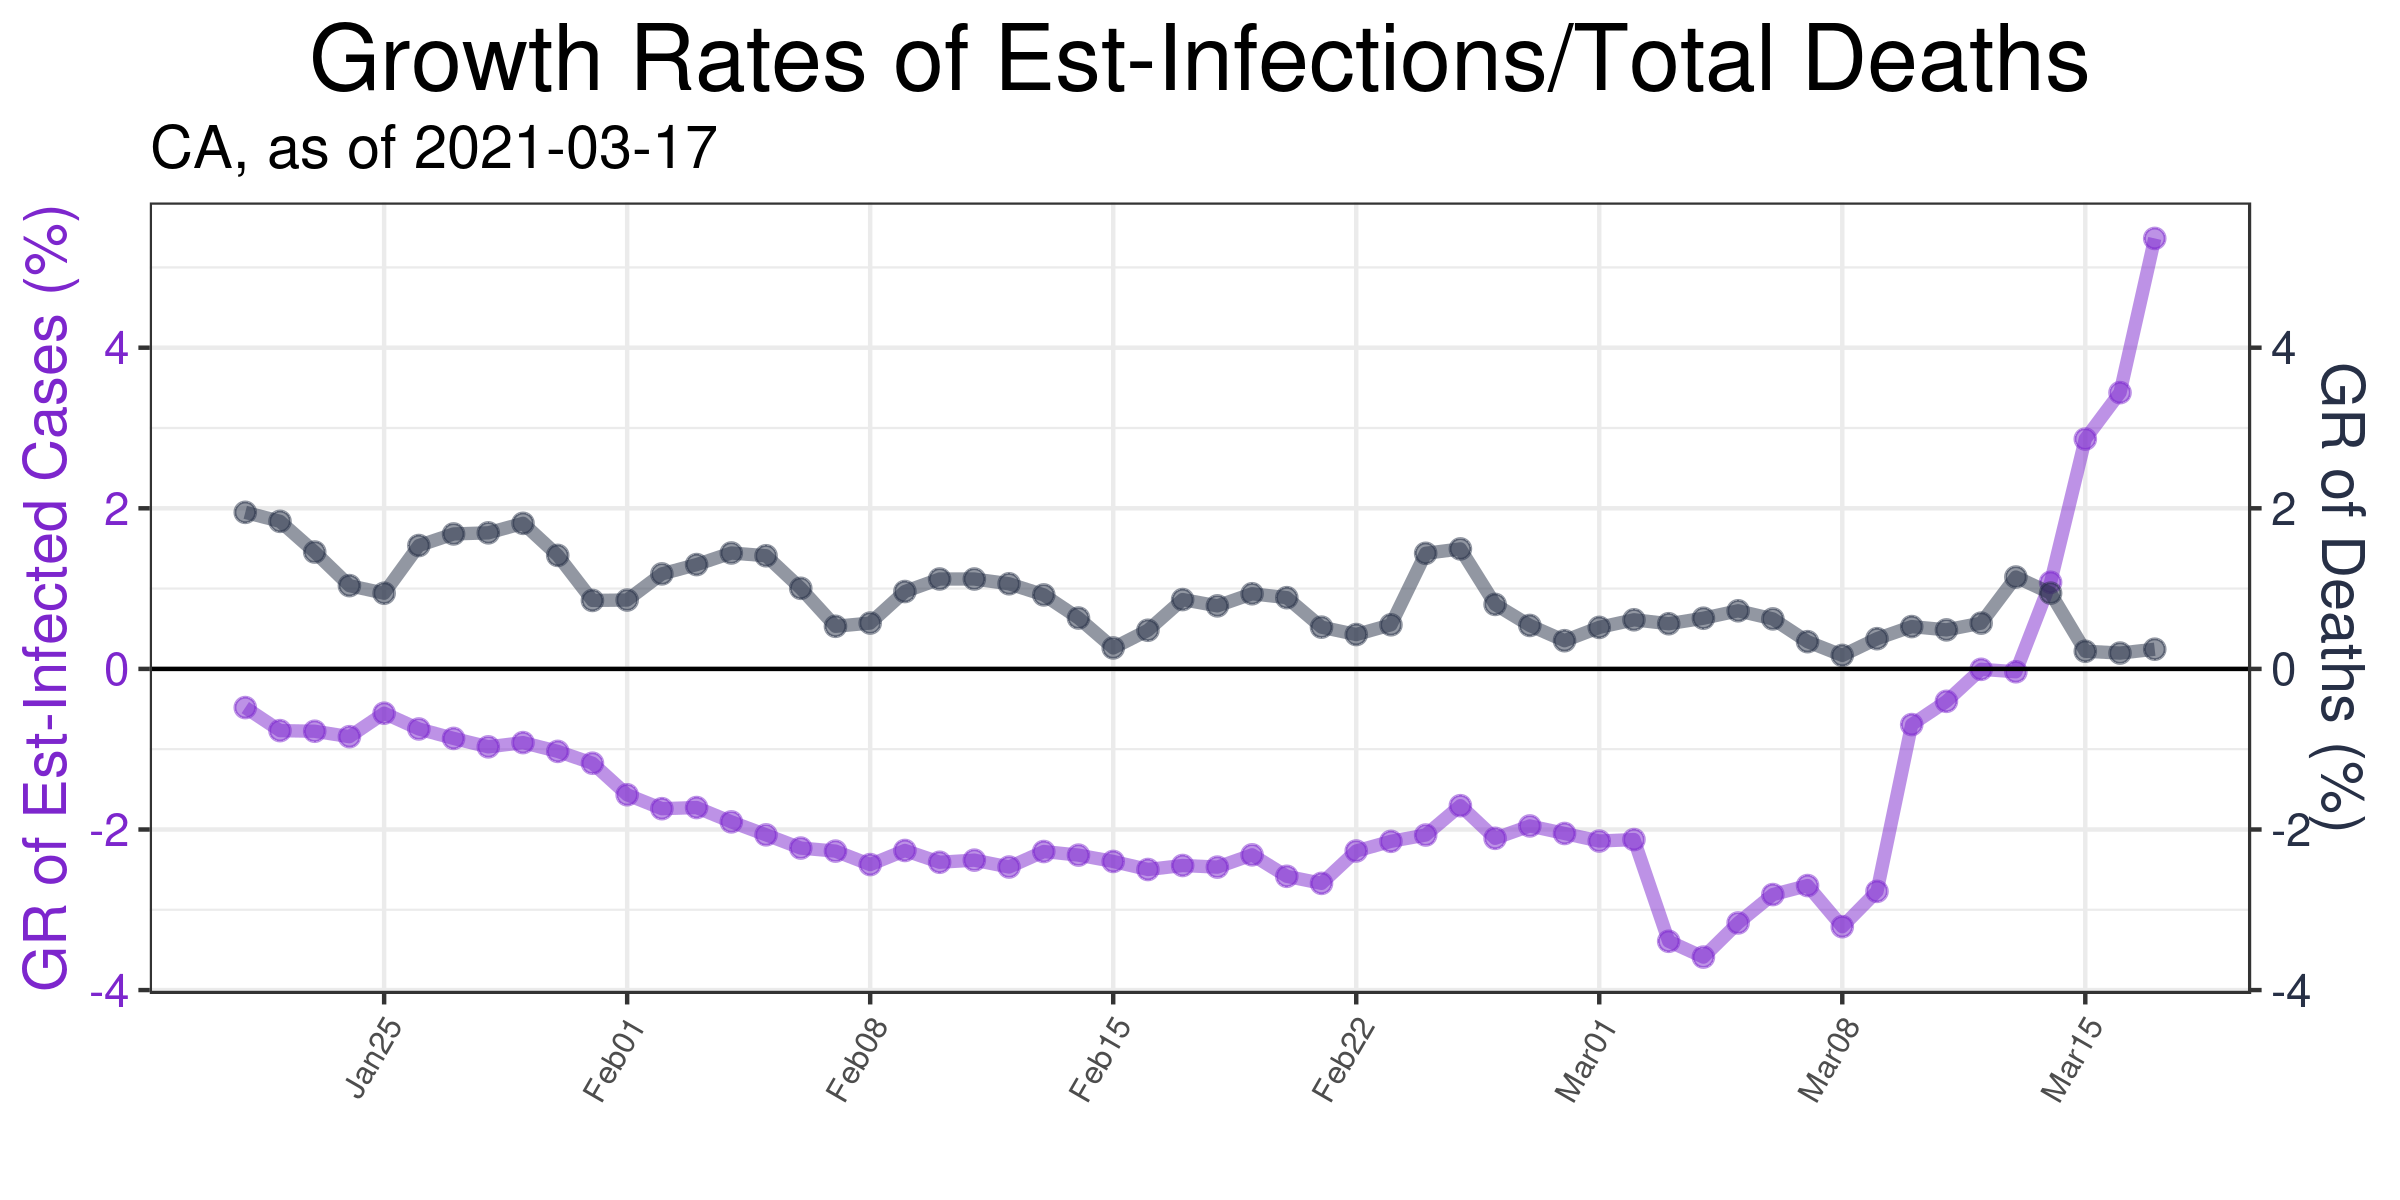 Growth Rates of Est-Infections/Total Deaths
CA, as of 2021-03-17
GR of Est-Infected Cases (%)
4
2
0
-2
-4
4
2
0
-2
-4
GR of Deaths (%)
Jan25
Feb01
Feb08
Feb15
Feb22
Mar01
Mar08
Mar15